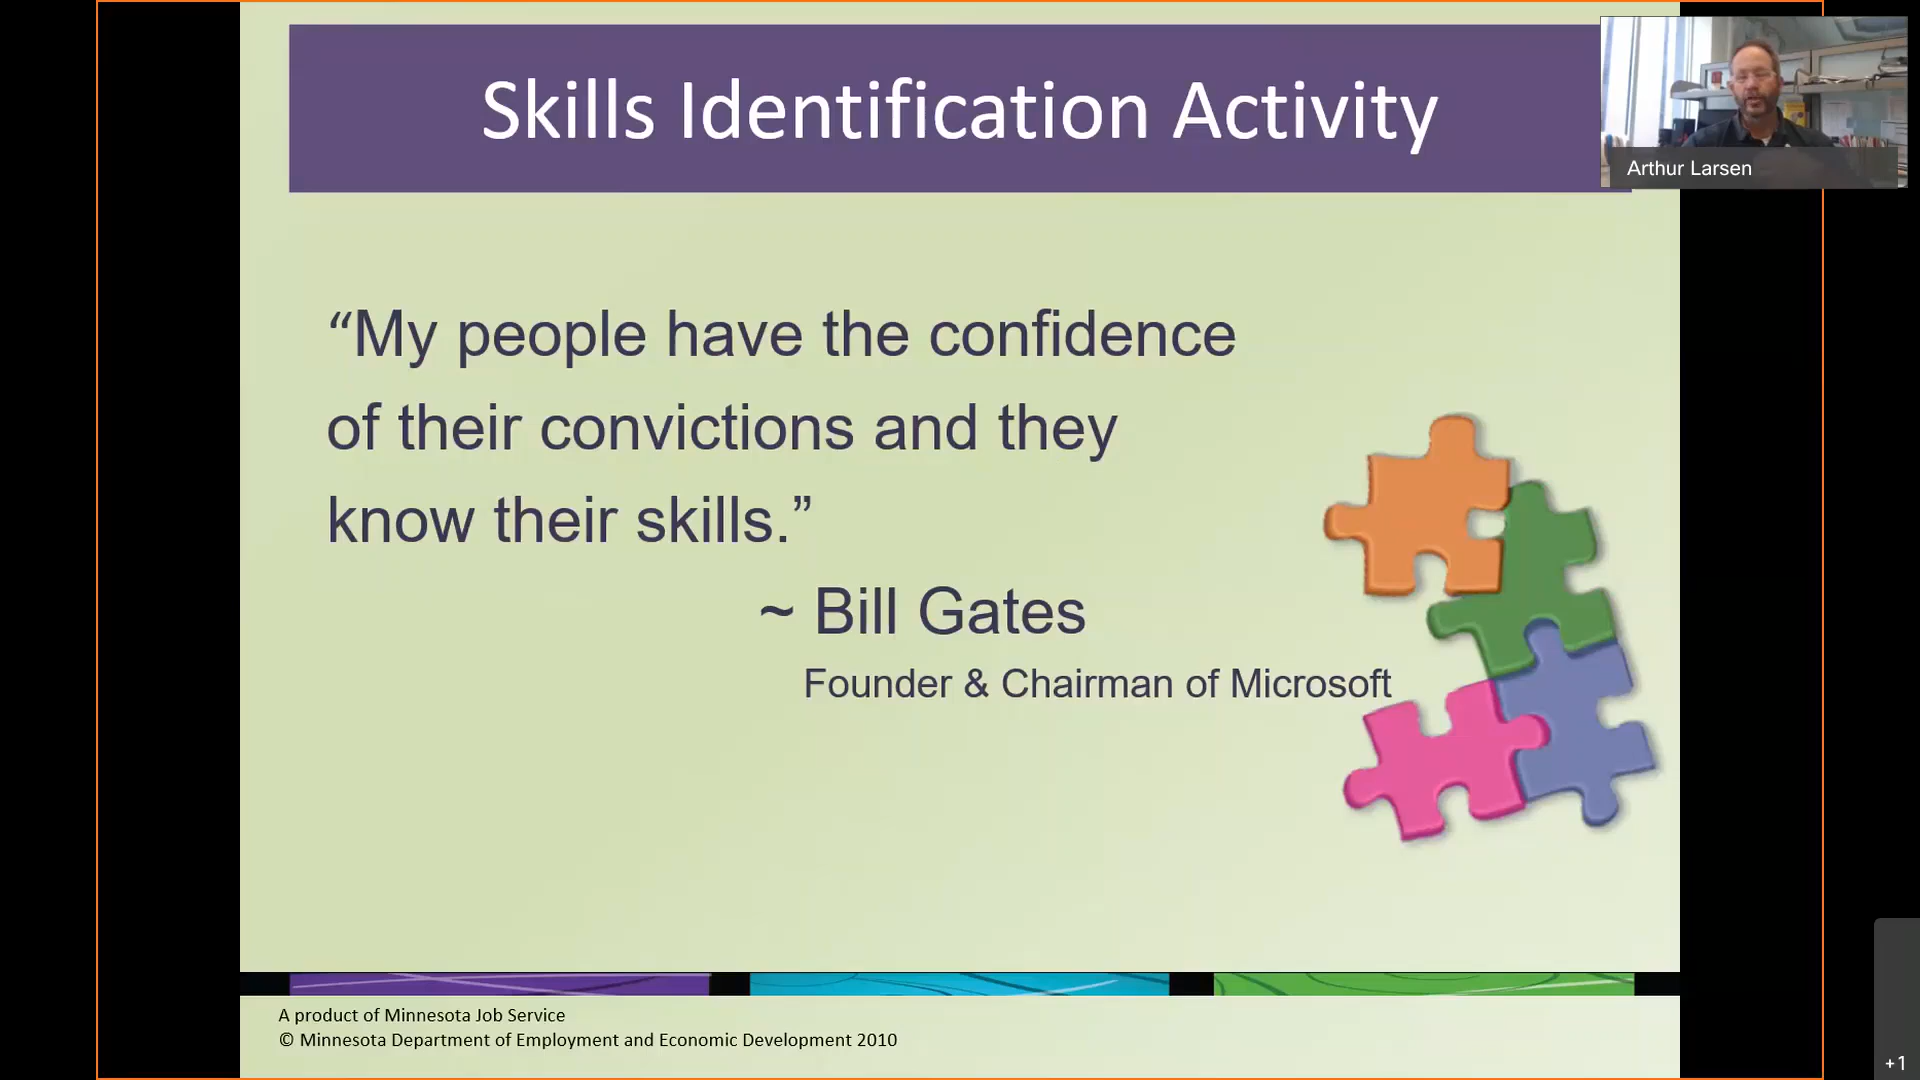 Skills Identification Activity
Arthur Larsen
“My people have the confidence
of their convictions and they
know their skills.”
~ Bill Gates
Founder & Chairman of Microsoft
A product of Minnesota Job Service
© Minnesota Department of Employment and Economic Development 2010
+1